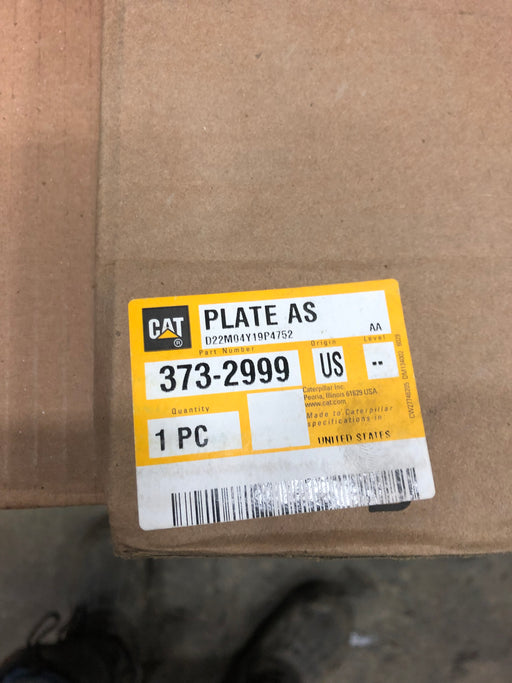 CAT
®
PLATE AS
D22M04Y19P4752
AA
Part Number
Origin
Level
373-2999
US
--
Quantity
1 PC
Caterpillar Inc.
Peoria, Illinois 61629 USA
www.cat.com
Made to Caterpillar
specifications in
UNITED STATES